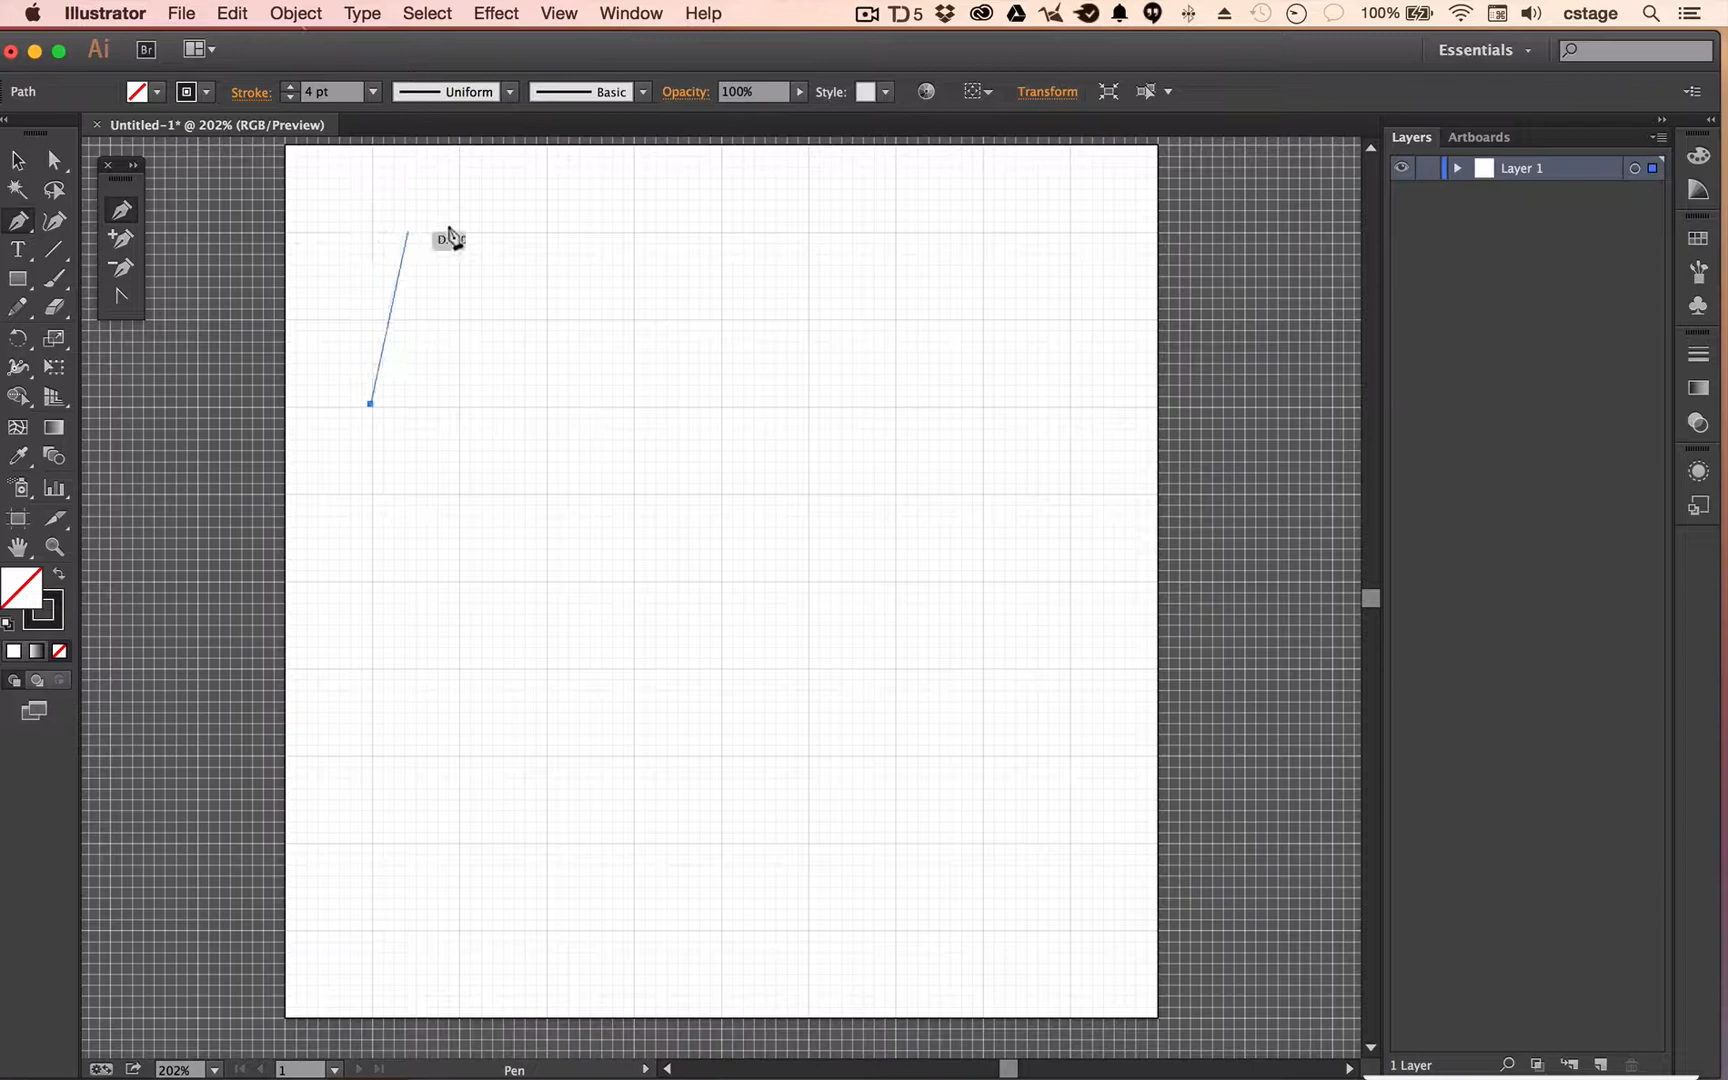 Illustrator File Edit Object Type Select Effect View Window Help 5 100% cstage
Ai Br Essentials
Path Stroke: 4 pt Uniform Basic Opacity: 100% Style: Transform
× Untitled-1* @ 202% (RGB/Preview)
Layers Artboards
Layer 1
T
202% 1 Pen
1 Layer